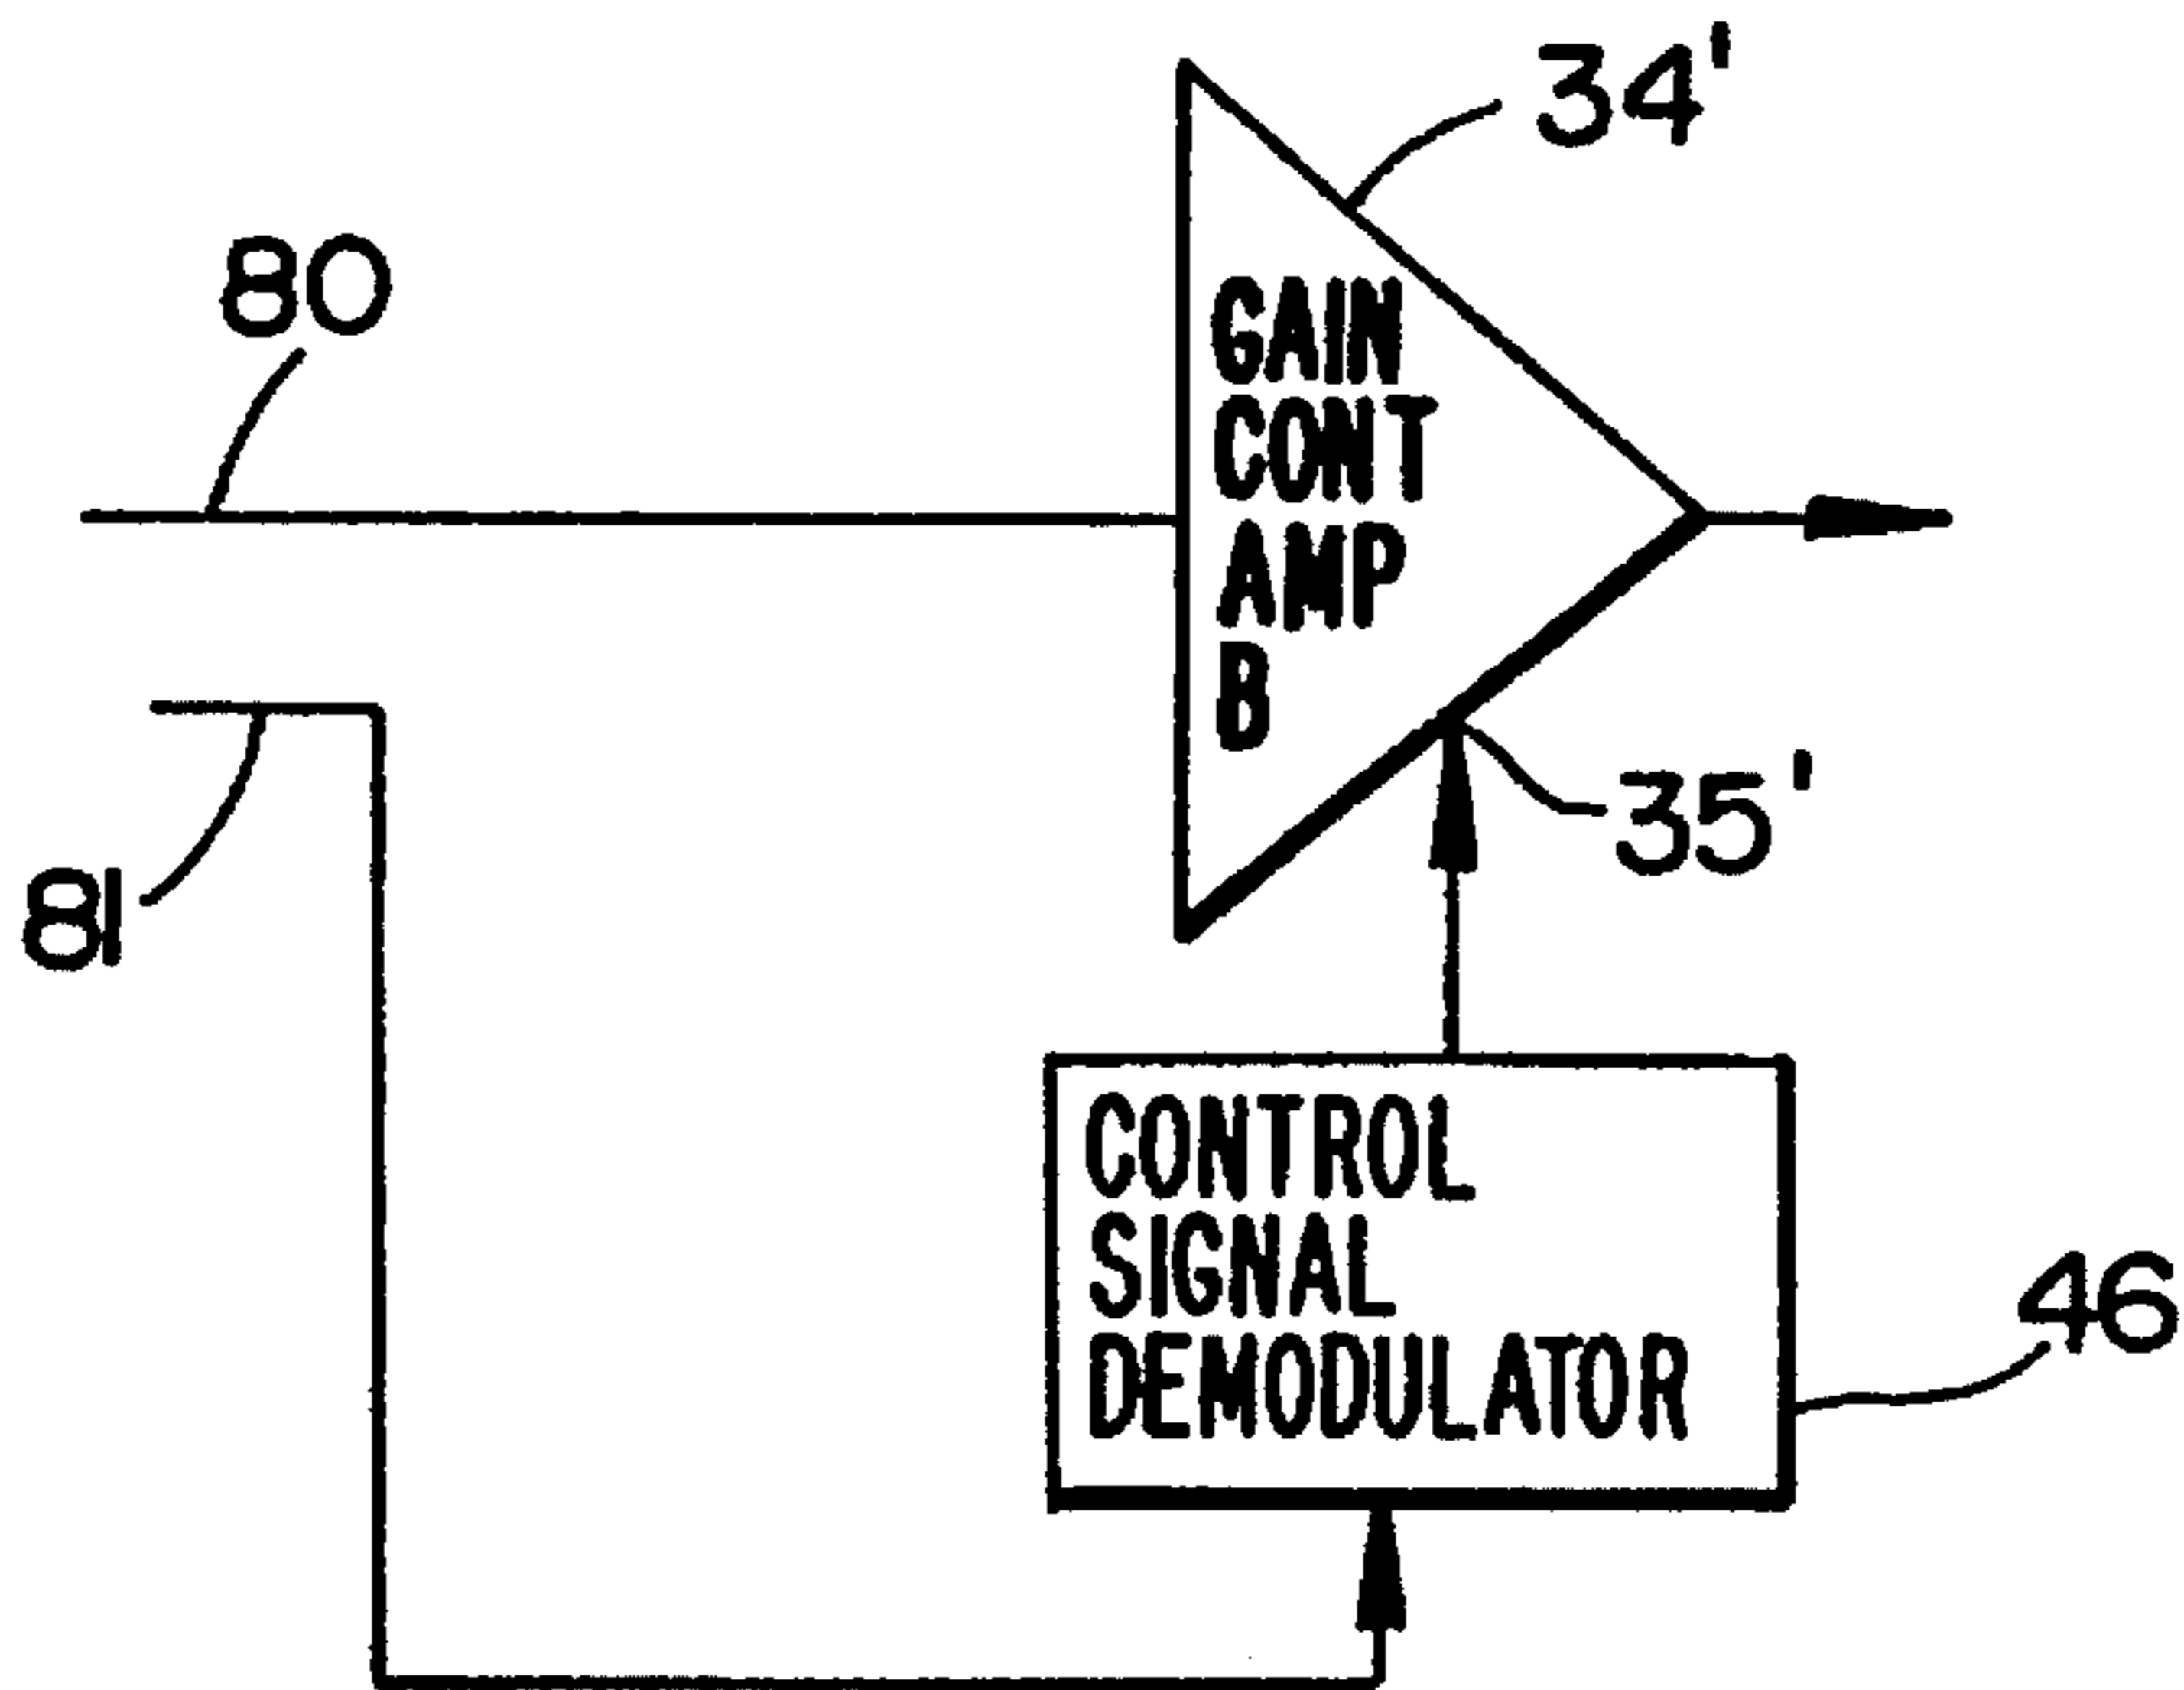 34'
80
GAIN
CONT
AMP
B
35'
81
CONTROL
SIGNAL
DEMODULATOR
46